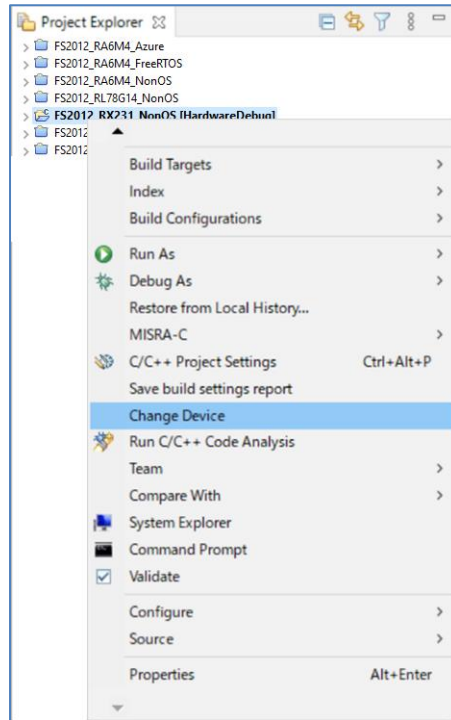 Project Explorer
FS2012_RA6M4_Azure
FS2012_RA6M4_FreeRTOS
FS2012_RA6M4_NonOS
FS2012_RL78G14_NonOS
FS2012_RX231_NonOS [HardwareDebug]
FS2012
FS2012
Build Targets
Index
Build Configurations
Run As
Debug As
Restore from Local History...
MISRA-C
C/C++ Project Settings Ctrl+Alt+P
Save build settings report
Change Device
Run C/C++ Code Analysis
Team
Compare With
System Explorer
Command Prompt
Validate
Configure
Source
Properties Alt+Enter